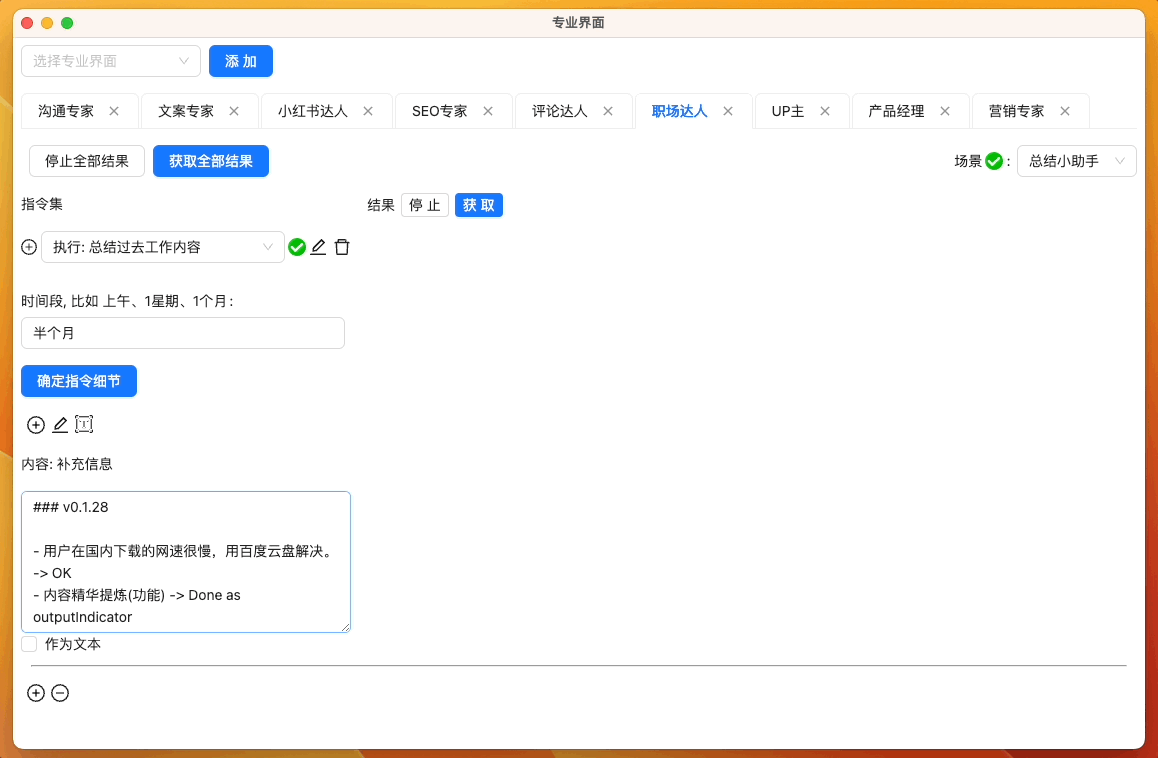 专业界面
选择专业界面 添 加
沟通专家 文案专家 小红书达人 SEO专家 评论达人 职场达人 UP主 产品经理 营销专家
停止全部结果 获取全部结果 场景 : 总结小助手
指令集 结果 停 止 获 取
执行: 总结过去工作内容
时间段, 比如 上午、1星期、1个月:
半个月
确定指令细节
内容: 补充信息
### v0.1.28
- 用户在国内下载的网速很慢，用百度云盘解决。
-> OK
- 内容精华提炼(功能) -> Done as
outputIndicator
作为文本